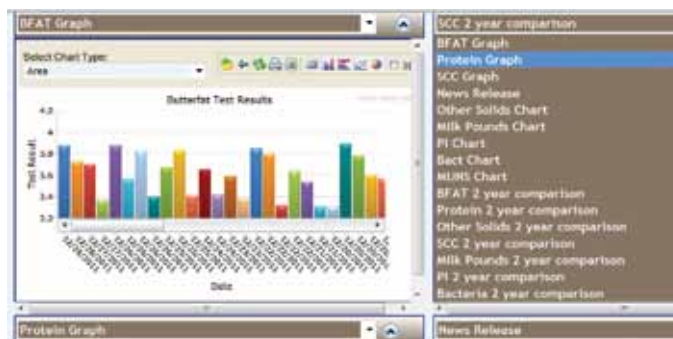 BFAT Graph
Select Chart Type:
Area
Butterfat Test Results
4.2
4
3.8
3.6
3.4
3.2
Test Result
Date
Protein Graph
SCC 2 year comparison
BFAT Graph
Protein Graph
SCC Graph
News Release
Other Solids Chart
Milk Pounds Chart
PI Chart
Bact Chart
MUNS Chart
BFAT 2 year comparison
Protein 2 year comparison
Other Solids 2 year comparison
SCC 2 year comparison
Milk Pounds 2 year comparison
PI 2 year comparison
Bacteria 2 year comparison
News Release